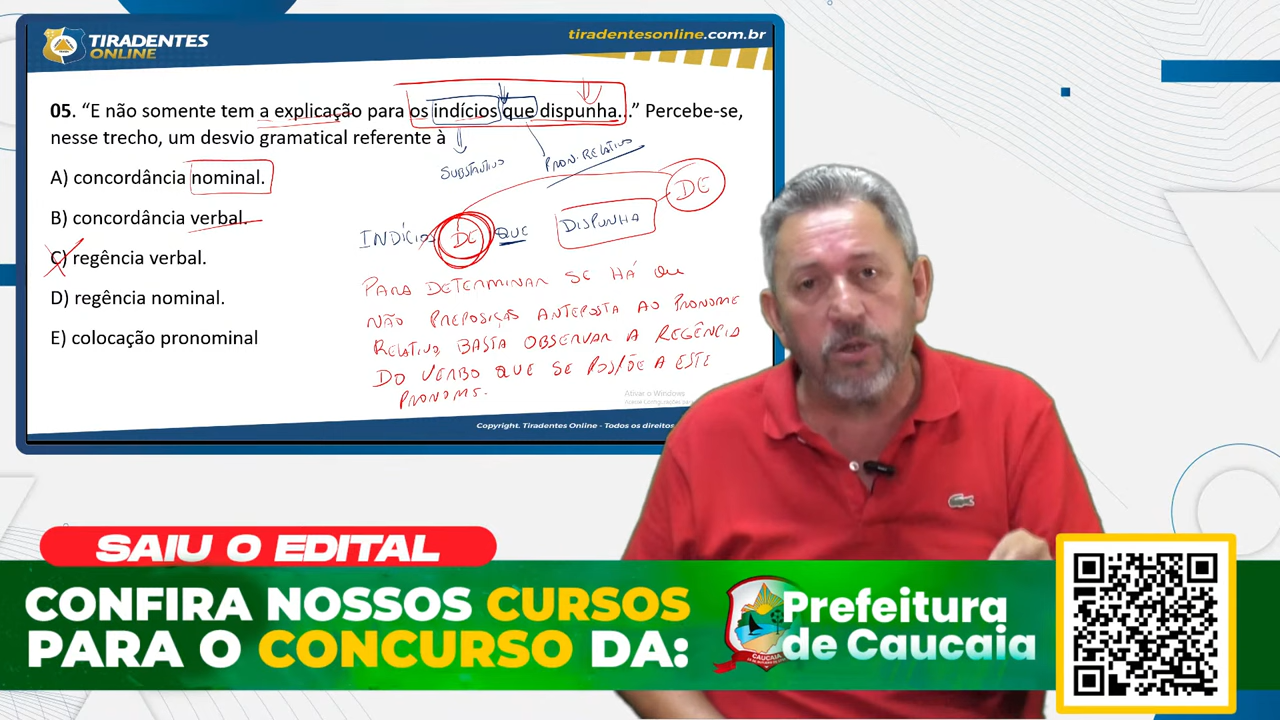 TIRADENTES
ONLINE
tiradentesonline.com.br
05. “E não somente tem a explicação para os indícios que dispunha...” Percebe-se,
nesse trecho, um desvio gramatical referente à
SUBSTANTIVO
PRON. RELATIVO
A) concordância nominal.
DE
B) concordância verbal.
INDÍCIOS DE QUE DISPUNHA
C) regência verbal.
PARA DETERMINAR SE HÁ OU
D) regência nominal.
NÃO PREPOSIÇÃO ANTEPOSTA AO PRONOME
E) colocação pronominal
RELATIVO, BASTA OBSERVAR A REGÊNCIA
DO VERBO QUE SE POSPÕE A ESTE
PRONOME.
Ativar o Windows
Copyright. Tiradentes Online - Todos os direitos
SAIU O EDITAL
CONFIRA NOSSOS CURSOS
PARA O CONCURSO DA:
CAUCAIA
Prefeitura
de Caucaia